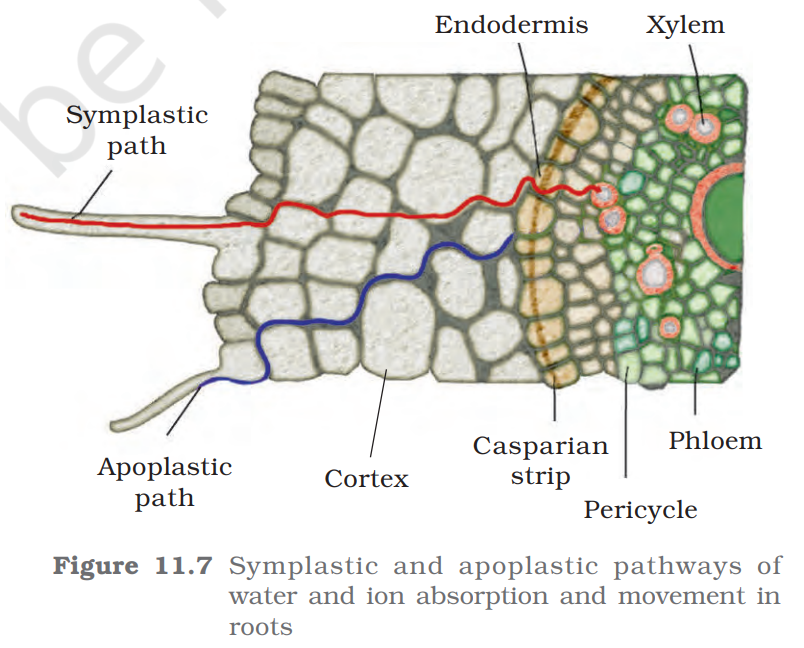 Endodermis
Xylem
be
Symplastic
path
Apoplastic
path
Cortex
Casparian
strip
Phloem
Pericycle
Figure 11.7 Symplastic and apoplastic pathways of
water and ion absorption and movement in
roots